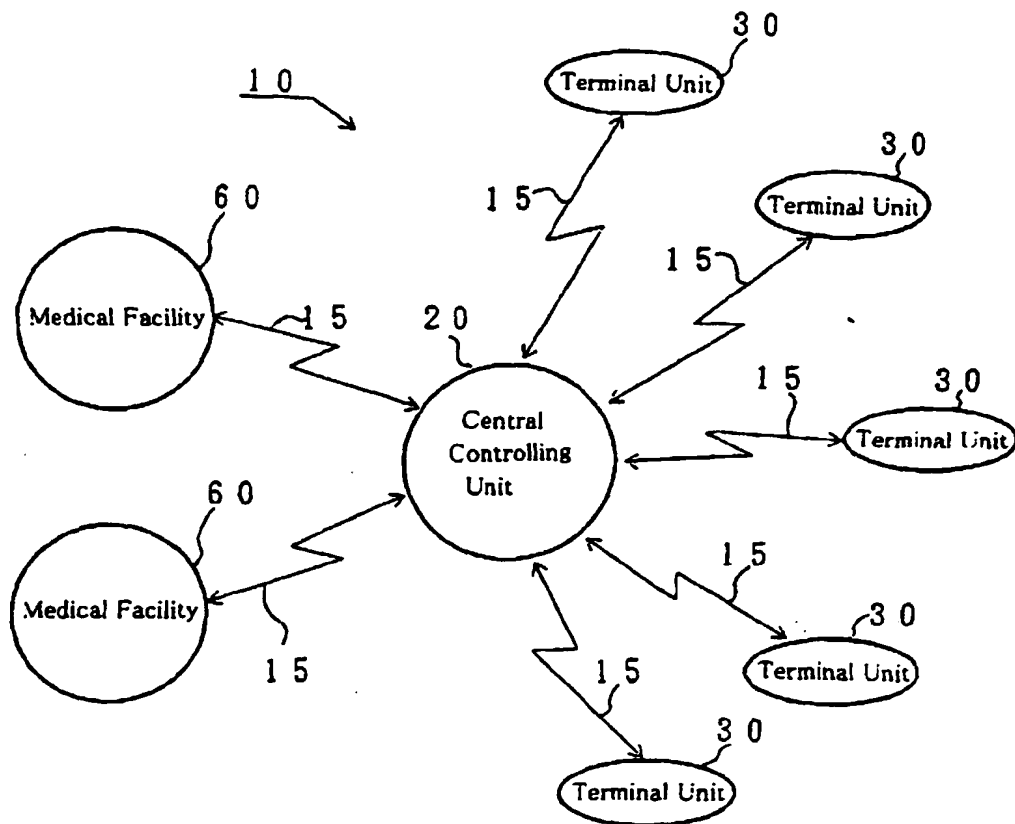 30
Terminal Unit
10
30
Terminal Unit
15
60
15
Medical Facility
15
20
15
30
Central
Controlling
Unit
Terminal Unit
60
15
Medical Facility
30
15
15
Terminal Unit
30
Terminal Unit